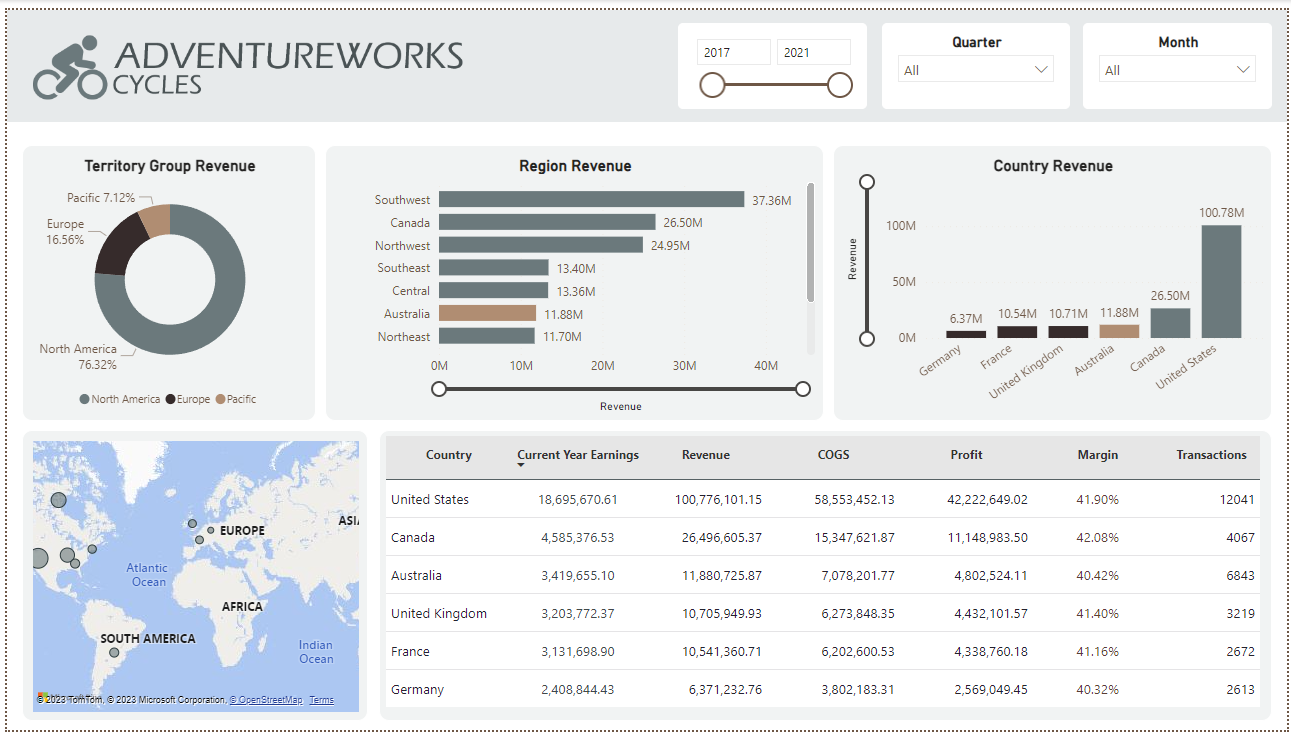 ADVENTUREWORKS
CYCLES
2017 2021
Quarter
All
Month
All
Territory Group Revenue
Pacific 7.12%
Europe
16.56%
North America
76.32%
North America Europe Pacific
Region Revenue
Southwest 37.36M
Canada 26.50M
Northwest 24.95M
Southeast 13.40M
Central 13.36M
Australia 11.88M
Northeast 11.70M
0M 10M 20M 30M 40M
Revenue
Country Revenue
Revenue
100M
50M
0M
6.37M 10.54M 10.71M 11.88M 26.50M 100.78M
Germany France United Kingdom Australia Canada United States
EUROPE
ASIA
Atlantic
Ocean
AFRICA
SOUTH AMERICA
Indian
Ocean
© 2023 TomTom, © 2023 Microsoft Corporation, © OpenStreetMap Terms
Country Current Year Earnings Revenue COGS Profit Margin Transactions
United States 18,695,670.61 100,776,101.15 58,553,452.13 42,222,649.02 41.90% 12041
Canada 4,585,376.53 26,496,605.37 15,347,621.87 11,148,983.50 42.08% 4067
Australia 3,419,655.10 11,880,725.87 7,078,201.77 4,802,524.11 40.42% 6843
United Kingdom 3,203,772.37 10,705,949.93 6,273,848.35 4,432,101.57 41.40% 3219
France 3,131,698.90 10,541,360.71 6,202,600.53 4,338,760.18 41.16% 2672
Germany 2,408,844.43 6,371,232.76 3,802,183.31 2,569,049.45 40.32% 2613